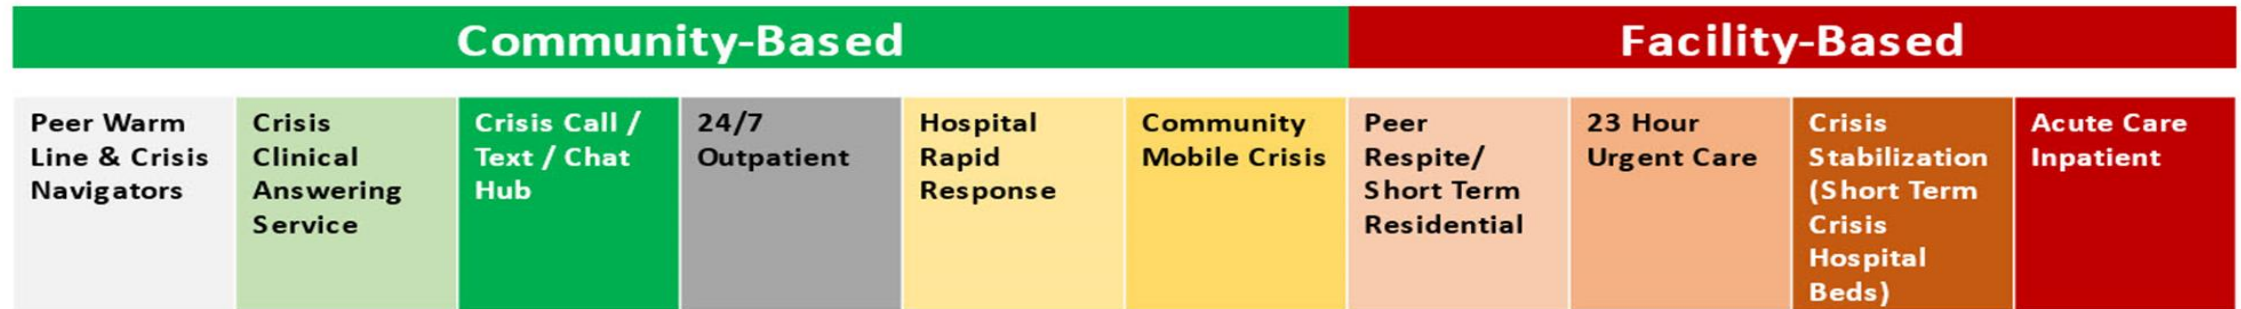 Community-Based
Facility-Based
Peer Warm
Line & Crisis
Navigators
Crisis
Clinical
Answering
Service
Crisis Call /
Text / Chat
Hub
24/7
Outpatient
Hospital
Rapid
Response
Community
Mobile Crisis
Peer
Respite/
Short Term
Residential
23 Hour
Urgent Care
Crisis
Stabilization
(Short Term
Crisis
Hospital
Beds)
Acute Care
Inpatient